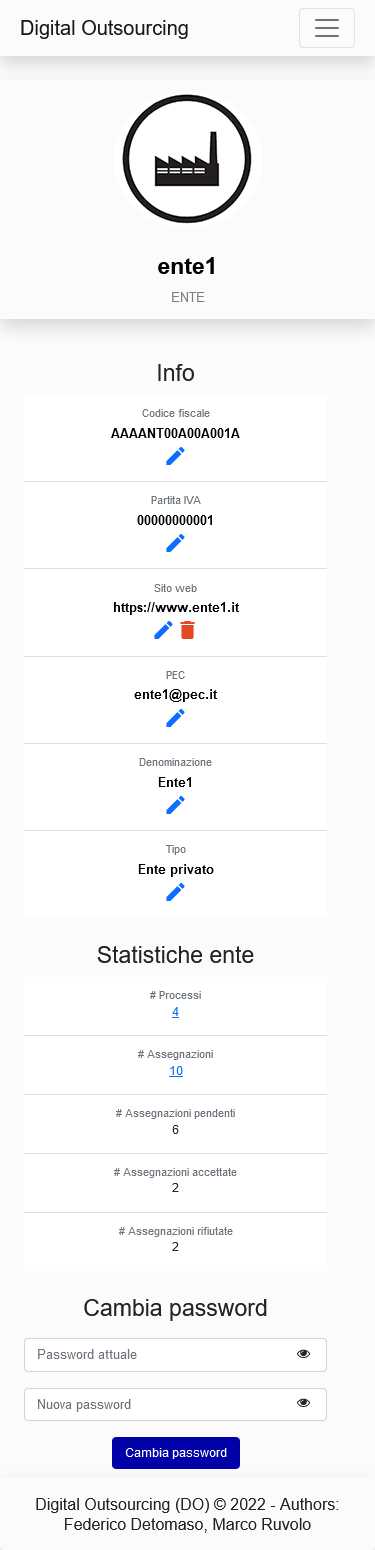 Digital Outsourcing
ente1
ENTE
Info
Codice fiscale
AAAANT00A00A001A
Partita IVA
00000000001
Sito web
https://www.ente1.it
PEC
ente1@pec.it
Denominazione
Ente1
Tipo
Ente privato
Statistiche ente
# Processi
4
# Assegnazioni
10
# Assegnazioni pendenti
6
# Assegnazioni accettate
2
# Assegnazioni rifiutate
2
Cambia password
Password attuale
Nuova password
Cambia password
Digital Outsourcing (DO) © 2022 - Authors:
Federico Detomaso, Marco Ruvolo